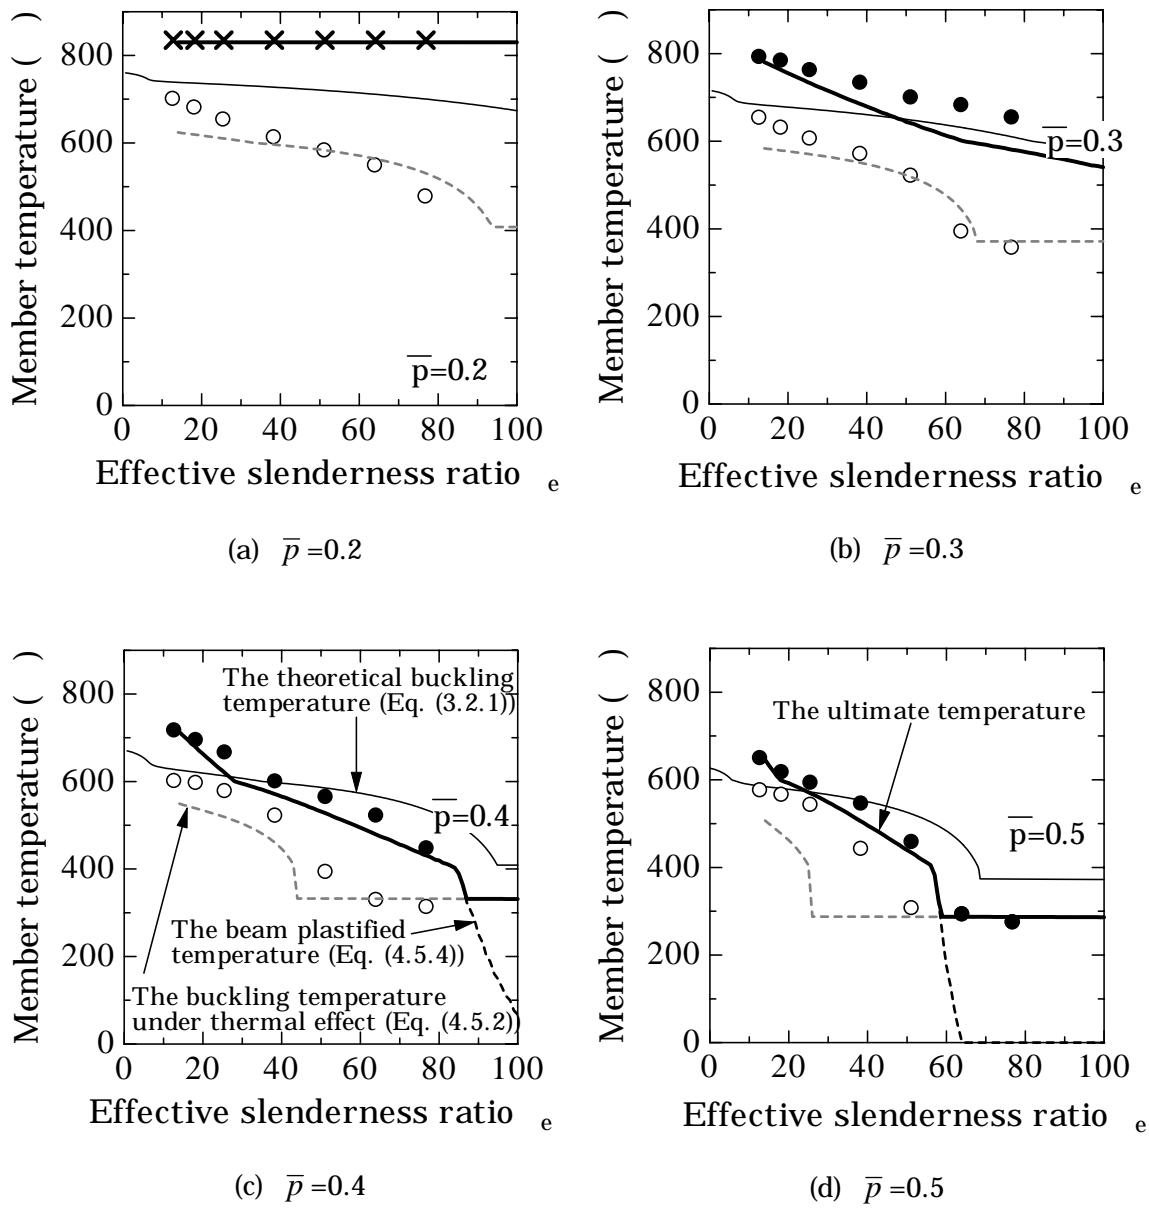 Member temperature ( )
800
600
400
200
0
0 20 40 60 80 100
p=0.2
Effective slenderness ratio e
(a) p =0.2
Member temperature ( )
800
600
400
200
0
0 20 40 60 80 100
p=0.3
Effective slenderness ratio e
(b) p =0.3
Member temperature ( )
800
600
400
200
0
0 20 40 60 80 100
The theoretical buckling
temperature (Eq. (3.2.1))
p=0.4
The beam plastified
temperature (Eq. (4.5.4))
The buckling temperature
under thermal effect (Eq. (4.5.2))
Effective slenderness ratio e
(c) p =0.4
Member temperature ( )
800
600
400
200
0
0 20 40 60 80 100
The ultimate temperature
p=0.5
Effective slenderness ratio e
(d) p =0.5